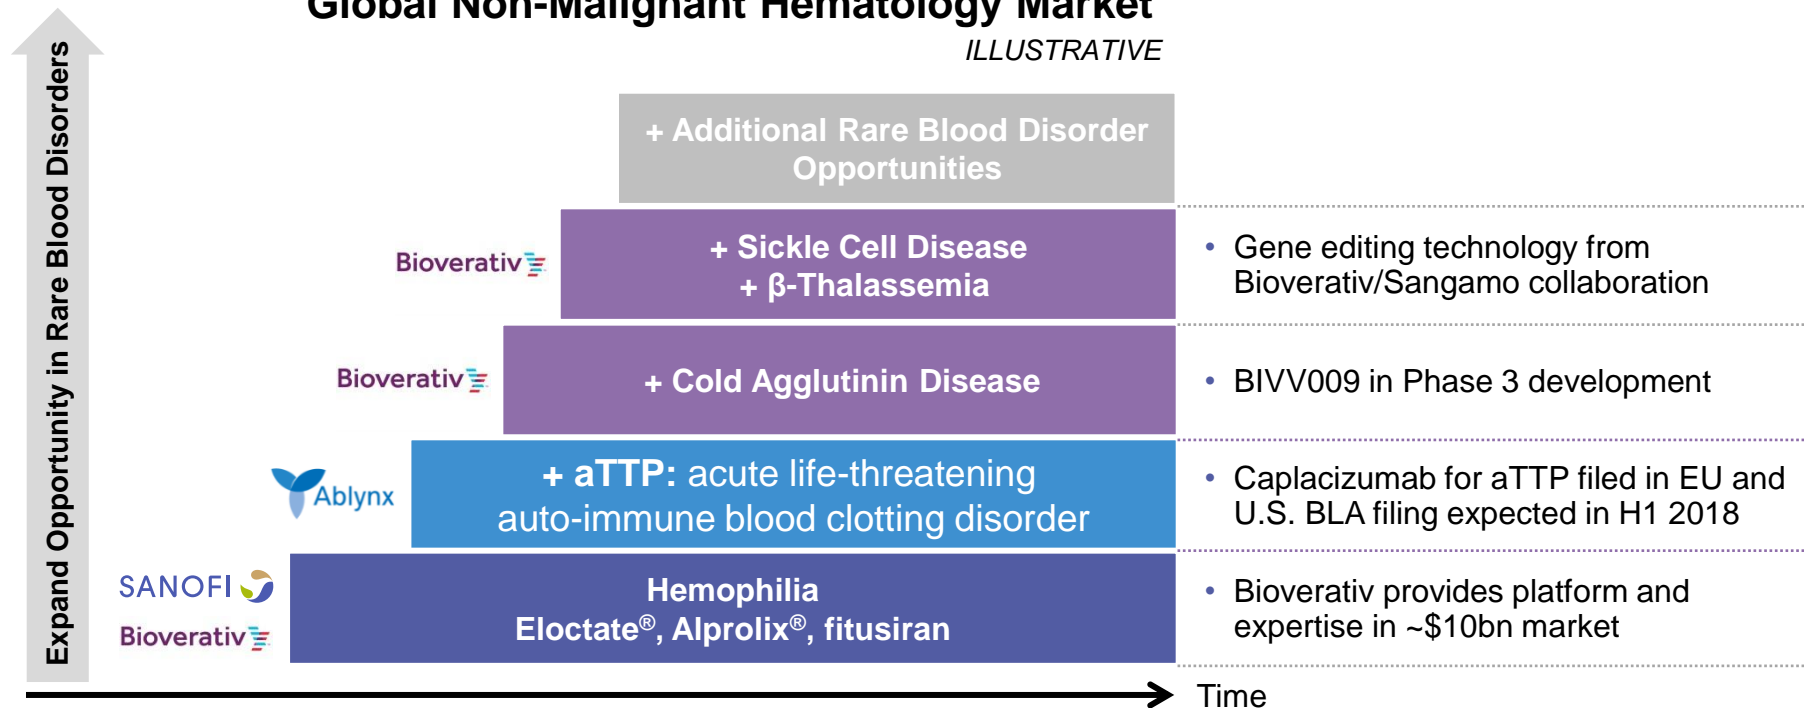 Global Non-Malignant Hematology Market
ILLUSTRATIVE
Expand Opportunity in Rare Blood Disorders
+ Additional Rare Blood Disorder
Opportunities
Bioverativ
+ Sickle Cell Disease
+ β-Thalassemia
• Gene editing technology from
Bioverativ/Sangamo collaboration
Bioverativ
+ Cold Agglutinin Disease
• BIVV009 in Phase 3 development
Ablynx
+ aTTP: acute life-threatening
auto-immune blood clotting disorder
• Caplacizumab for aTTP filed in EU and
U.S. BLA filing expected in H1 2018
SANOFI
Bioverativ
Hemophilia
Eloctate®, Alprolix®, fitusiran
• Bioverativ provides platform and
expertise in ~$10bn market
Time